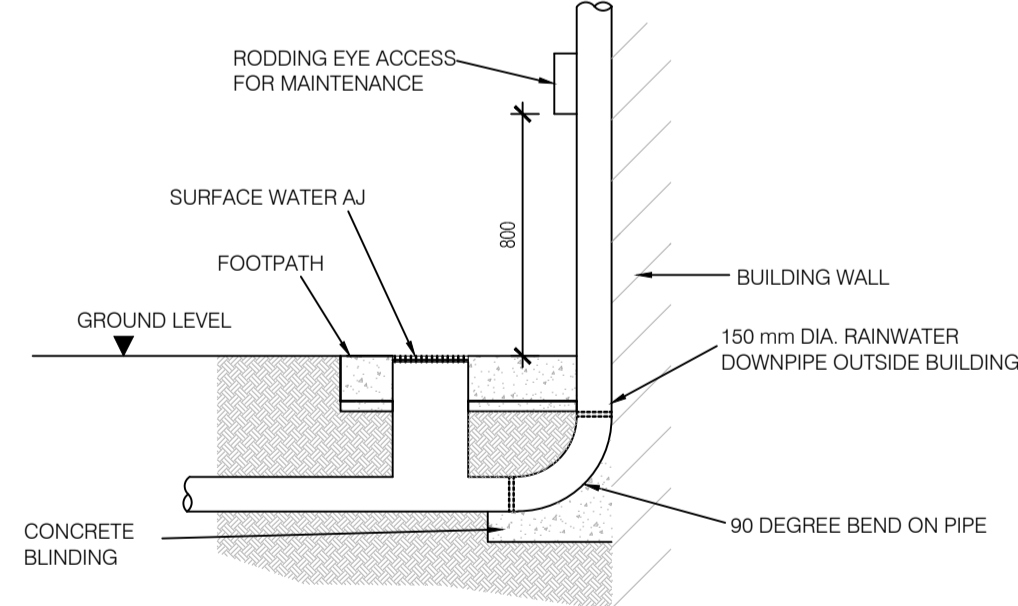 RODDING EYE ACCESS
FOR MAINTENANCE
SURFACE WATER AJ
800
FOOTPATH
BUILDING WALL
GROUND LEVEL
150 mm DIA. RAINWATER
DOWNPIPE OUTSIDE BUILDING
CONCRETE
BLINDING
90 DEGREE BEND ON PIPE